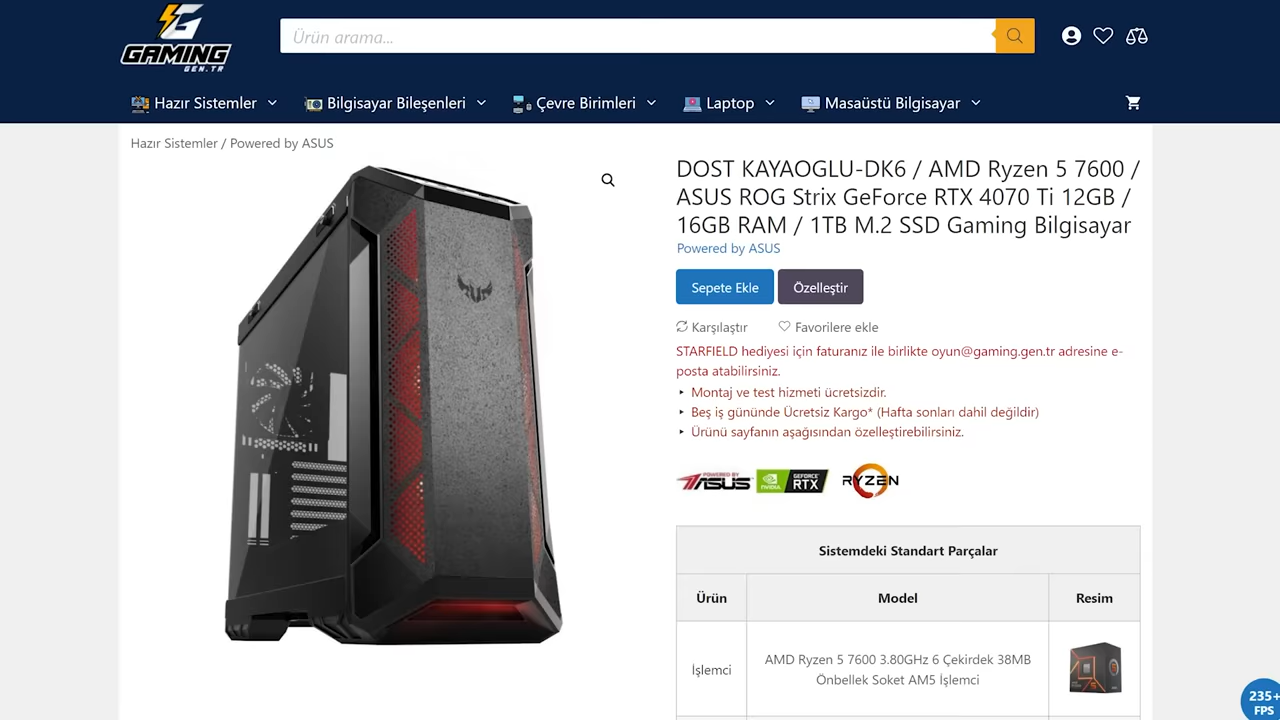 GAMING
GEN.TR
Ürün arama...
Hazır Sistemler
Bilgisayar Bileşenleri
Çevre Birimleri
Laptop
Masaüstü Bilgisayar
Hazır Sistemler / Powered by ASUS
DOST KAYAOGLU-DK6 / AMD Ryzen 5 7600 /
ASUS ROG Strix GeForce RTX 4070 Ti 12GB /
16GB RAM / 1TB M.2 SSD Gaming Bilgisayar
Powered by ASUS
Sepete Ekle
Özelleştir
Karşılaştır
Favorilere ekle
STARFIELD hediyesi için faturanız ile birlikte oyun@gaming.gen.tr adresine e-
posta atabilirsiniz.
‣ Montaj ve test hizmeti ücretsizdir.
‣ Beş iş gününde Ücretsiz Kargo* (Hafta sonları dahil değildir)
‣ Ürünü sayfanın aşağısından özelleştirebilirsiniz.
POWERED BY
ASUS
NVIDIA
GEFORCE
RTX
RYZEN
Sistemdeki Standart Parçalar
Ürün
Model
Resim
İşlemci
AMD Ryzen 5 7600 3.80GHz 6 Çekirdek 38MB
Önbellek Soket AM5 İşlemci
235+
FPS